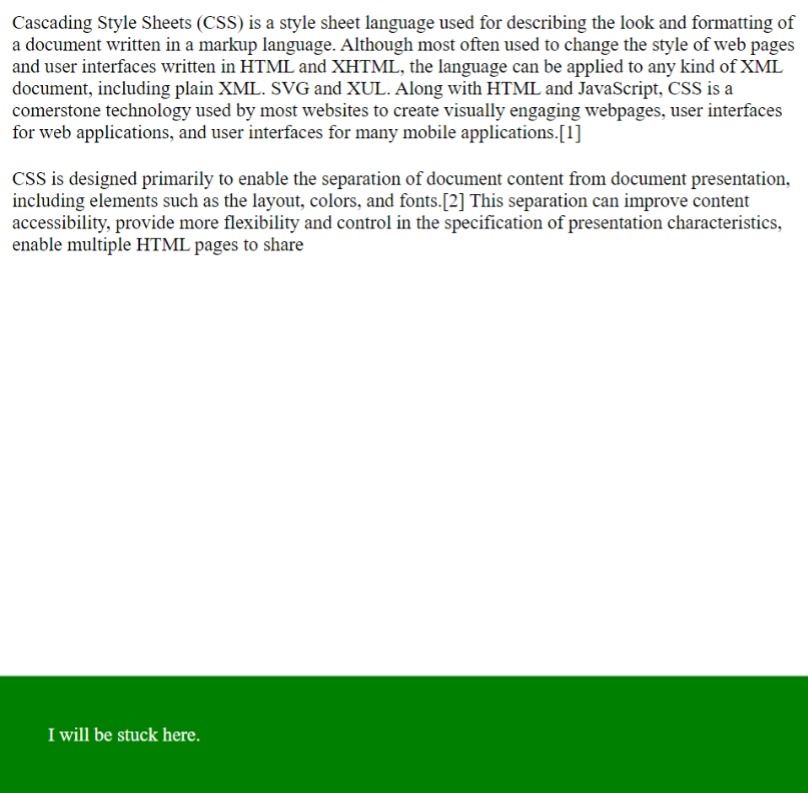 Cascading Style Sheets (CSS) is a style sheet language used for describing the look and formatting of
a document written in a markup language. Although most often used to change the style of web pages
and user interfaces written in HTML and XHTML, the language can be applied to any kind of XML
document, including plain XML. SVG and XUL. Along with HTML and JavaScript, CSS is a
comerstone technology used by most websites to create visually engaging webpages, user interfaces
for web applications, and user interfaces for many mobile applications.[1]
CSS is designed primarily to enable the separation of document content from document presentation,
including elements such as the layout, colors, and fonts.[2] This separation can improve content
accessibility, provide more flexibility and control in the specification of presentation characteristics,
enable multiple HTML pages to share
I will be stuck here.